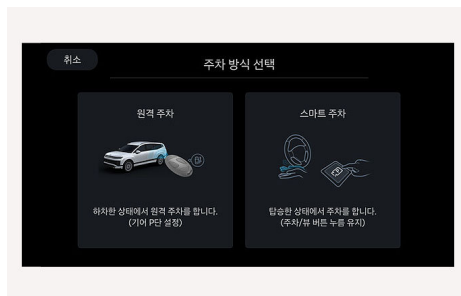 취소
주차 방식 선택
원격 주차
하차한 상태에서 원격 주차를 합니다.
(기어 P단 설정)
스마트 주차
탑승한 상태에서 주차를 합니다.
(주차/뷰 버튼 누름 유지)